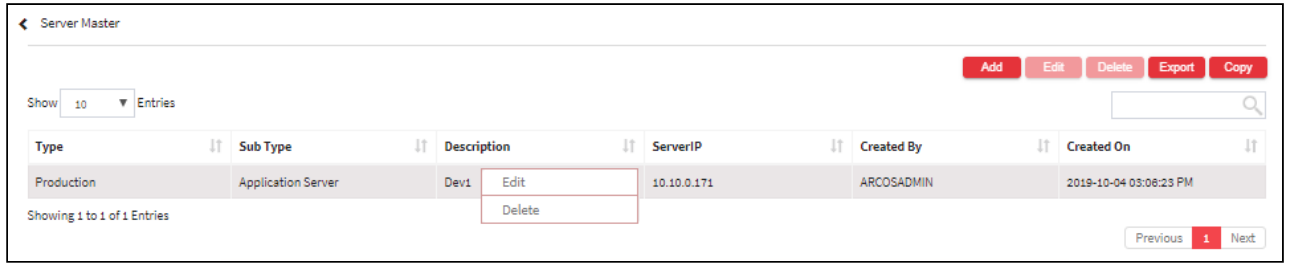 Server Master
Add Edit Delete Export Copy
Show 10 Entries
Type Sub Type Description ServerIP Created By Created On
Production Application Server Dev1 Edit 10.10.0.171 ARCOSADMIN 2019-10-04 03:06:23 PM
Delete
Showing 1 to 1 of 1 Entries
Previous 1 Next